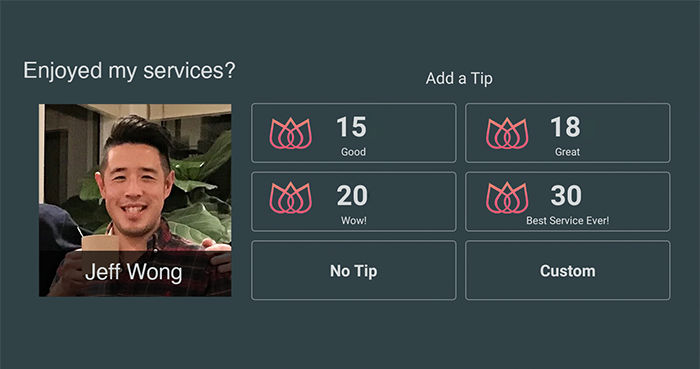 Enjoyed my services?
Add a Tip
Jeff Wong
15
Good
18
Great
20
Wow!
30
Best Service Ever!
No Tip
Custom